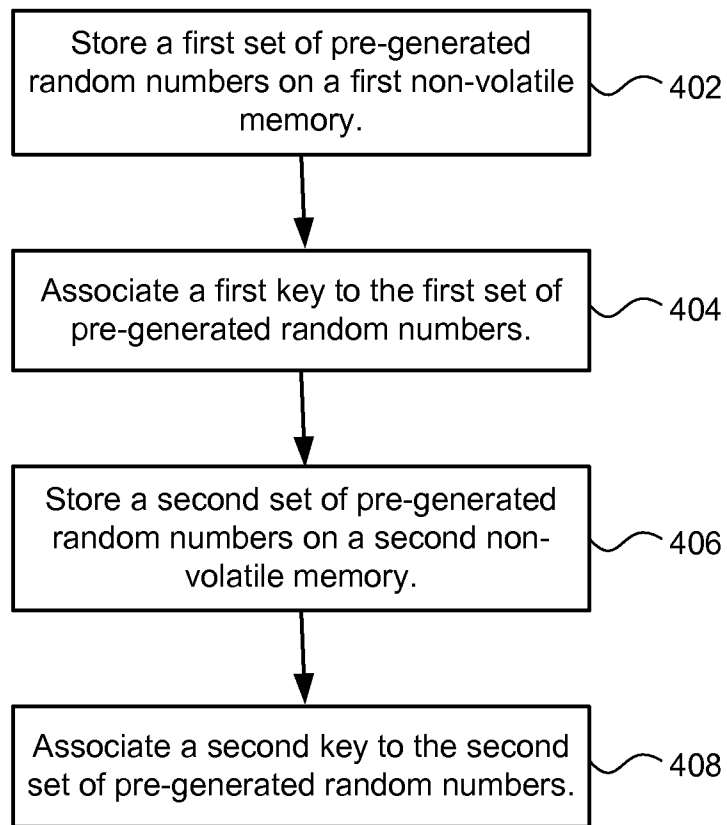 Store a first set of pre-generated
random numbers on a first non-volatile
memory.
402
Associate a first key to the first set of
pre-generated random numbers.
404
Store a second set of pre-generated
random numbers on a second non-
volatile memory.
406
Associate a second key to the second
set of pre-generated random numbers.
408